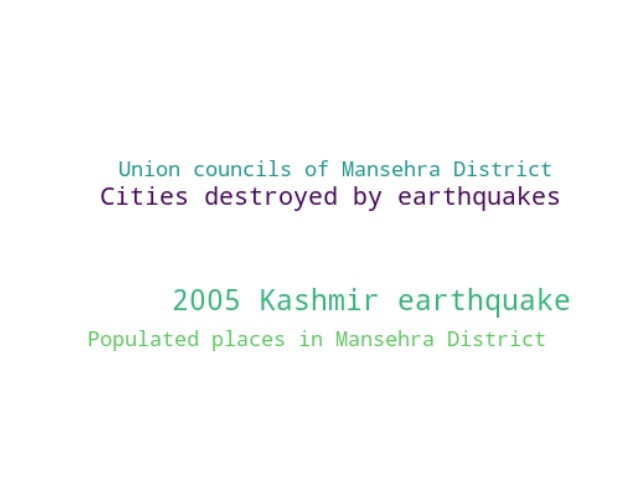 Union councils of Mansehra District
Cities destroyed by earthquakes
2005 Kashmir earthquake
Populated places in Mansehra District